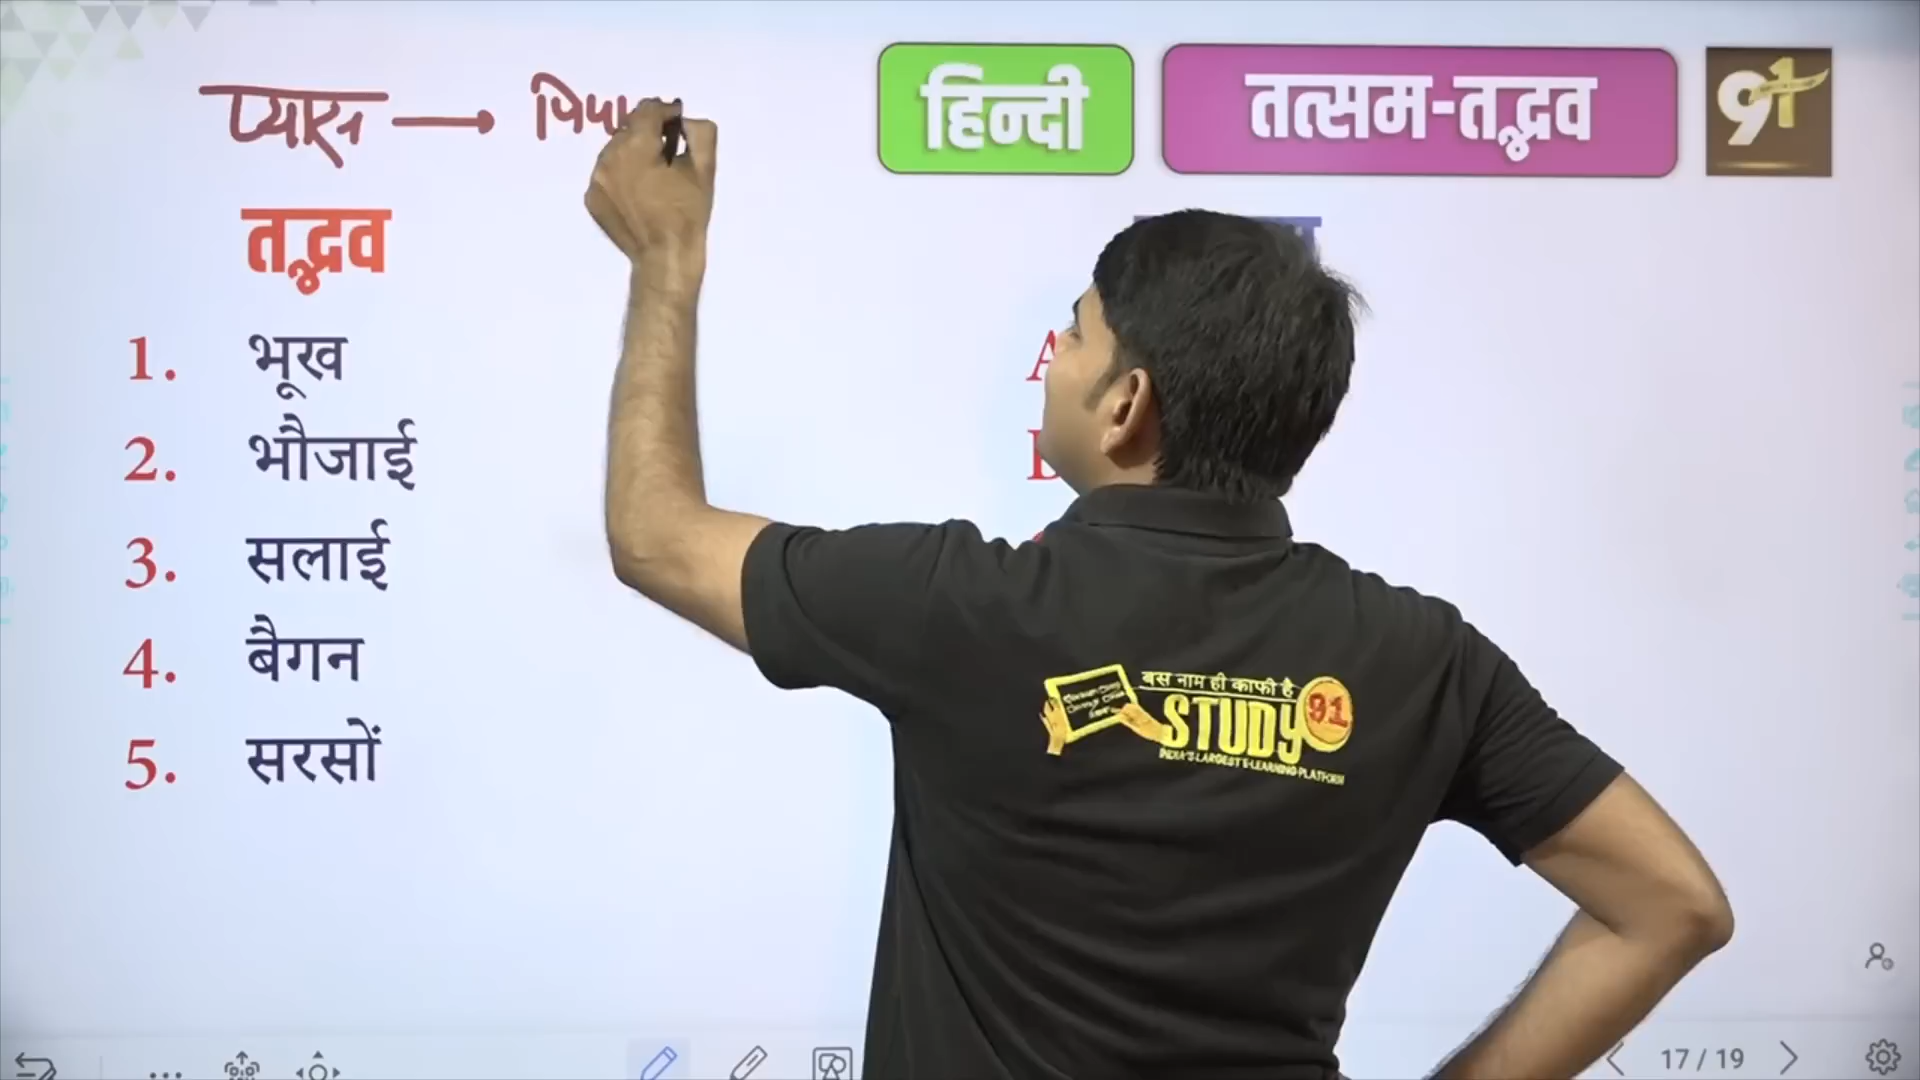 प्यास → पिपा
हिन्दी
तत्सम-तद्भव
91
तद्भव
1. भूख
2. भौजाई
3. सलाई
4. बैगन
5. सरसों
A
बस नाम ही काफी है
STUDY 91
INDIA'S LARGEST E-LEARNING PLATFORM
17 / 19